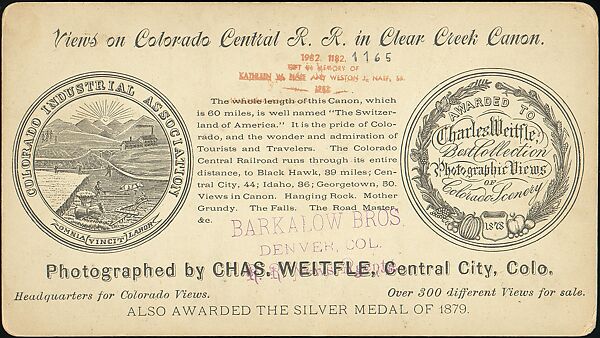 Views on Colorado Central R. R. in Clear Creek Canon.
1982. 1182. 1165
GIFT IN MEMORY OF
KATHRYN W. NAEF AND WESTON J. NAEF, SR.
1982
COLORADO INDUSTRIAL ASSOCIATION
OMNIA VINCIT LABOR
The whole length of this Canon, which
is 60 miles, is well named "The Switzer-
land of America." It is the pride of Colo-
rado, and the wonder and admiration of
Tourists and Travelers. The Colorado
Central Railroad runs through its entire
distance, to Black Hawk, 39 miles; Cen-
tral City, 44; Idaho, 36; Georgetown, 50.
Views in Canon. Hanging Rock. Mother
Grundy. The Falls. The Road Master,
&c.
BARKALOW BROS.
DENVER, COL.
AWARDED TO
Charles Weitfle,
Best Collection
Photographic Views
OF
Colorado Scenery
1878
Photographed by CHAS. WEITFLE, Central City, Colo.
Headquarters for Colorado Views.
Over 300 different Views for sale.
ALSO AWARDED THE SILVER MEDAL OF 1879.